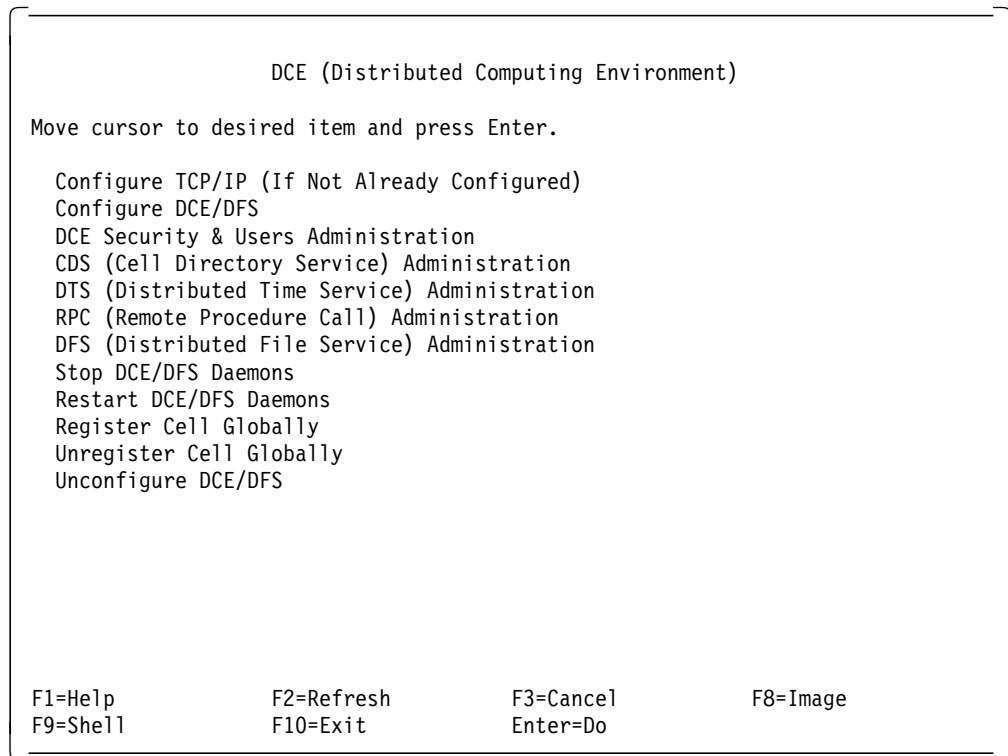 DCE (Distributed Computing Environment)
Move cursor to desired item and press Enter.
Configure TCP/IP (If Not Already Configured)
Configure DCE/DFS
DCE Security & Users Administration
CDS (Cell Directory Service) Administration
DTS (Distributed Time Service) Administration
RPC (Remote Procedure Call) Administration
DFS (Distributed File Service) Administration
Stop DCE/DFS Daemons
Restart DCE/DFS Daemons
Register Cell Globally
Unregister Cell Globally
Unconfigure DCE/DFS
F1=Help F2=Refresh F3=Cancel F8=Image
F9=Shell F10=Exit Enter=Do